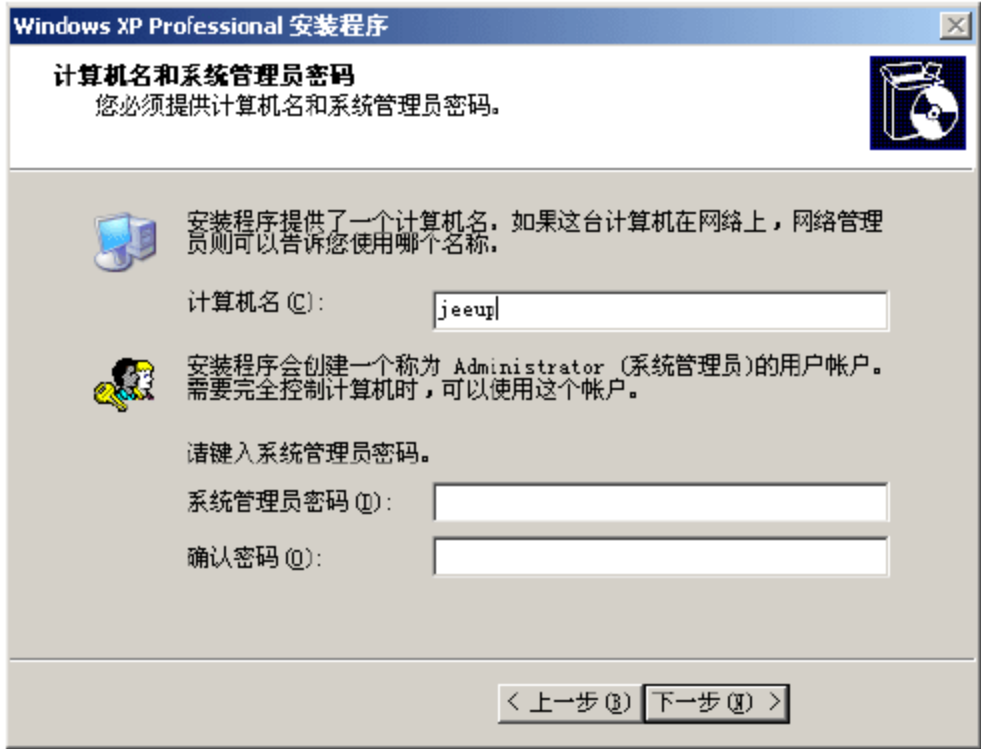 Windows XP Professional 安装程序
计算机名和系统管理员密码
您必须提供计算机名和系统管理员密码。
安装程序提供了一个计算机名。如果这台计算机在网络上，网络管理
员则可以告诉您使用哪个名称。
计算机名(C):
jeeup
安装程序会创建一个称为 Administrator (系统管理员)的用户帐户。
需要完全控制计算机时，可以使用这个帐户。
请键入系统管理员密码。
系统管理员密码(D):
确认密码(O):
< 上一步(B) 下一步(N) >